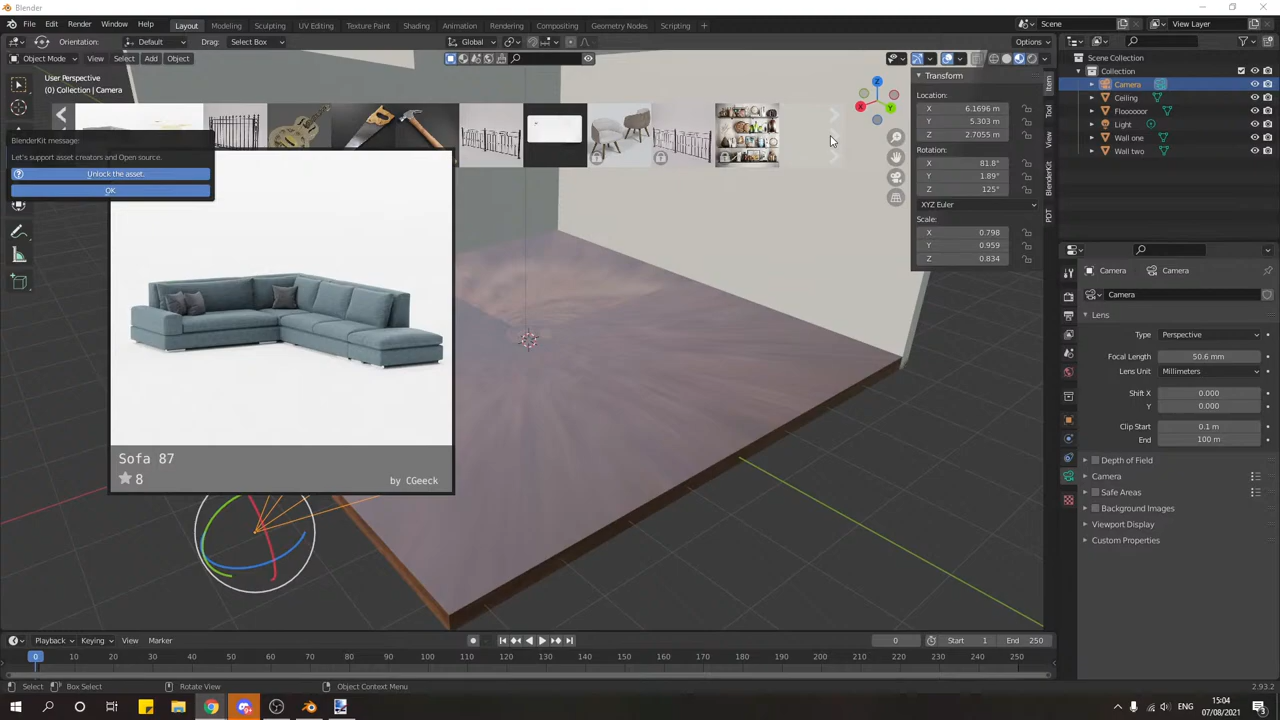 Blender
File Edit Render Window Help Layout Modeling Sculpting UV Editing Texture Paint Shading Animation Rendering Compositing Geometry Nodes Scripting + Scene View Layer
Orientation: Default Drag: Select Box Global Options
Object Mode View Select Add Object
User Perspective
(0) Collection | Camera
BlenderKit message:
Let's support asset creators and Open source.
Unlock the asset.
OK
Sofa 87
8
by CGeeck
X
Y
Z
Transform
Location:
X 6.1696 m
Y 5.303 m
Z 2.7055 m
Rotation:
X 81.8°
Y 1.89°
Z 125°
XYZ Euler
Scale:
X 0.798
Y 0.959
Z 0.834
Item
Tool
View
BlenderKit
PDT
Scene Collection
Collection
Camera
Ceiling
Flooooor
Light
Wall one
Wall two
Camera Camera
Camera
Lens
Type Perspective
Focal Length 50.6 mm
Lens Unit Millimeters
Shift X 0.000
Y 0.000
Clip Start 0.1 m
End 100 m
Depth of Field
Camera
Safe Areas
Background Images
Viewport Display
Custom Properties
Playback Keying View Marker 0 Start 1 End 250
0 10 20 30 40 50 60 70 80 90 100 110 120 130 140 150 160 170 180 190 200 210 220 230 240 250
Select Box Select Rotate View Object Context Menu 2.93.2
ENG
15:04
07/08/2021